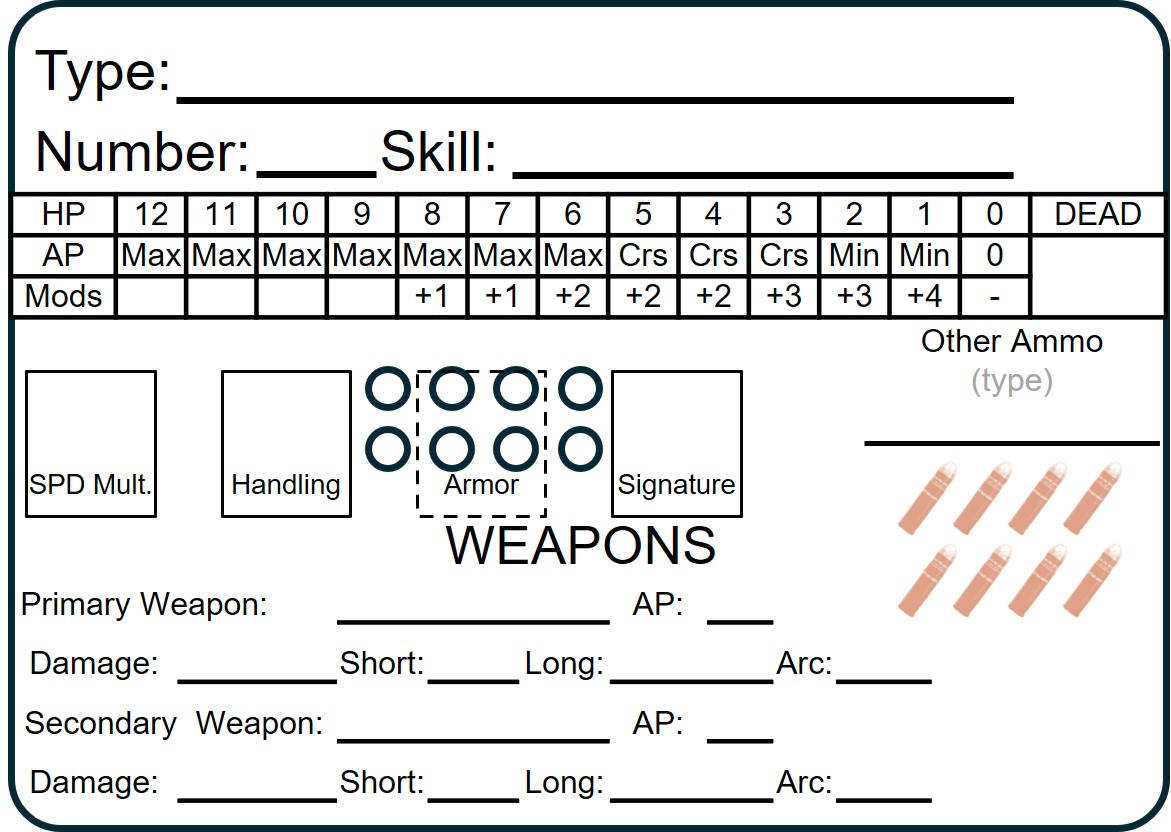 Type:
Number: Skill:
HP 12 11 10 9 8 7 6 5 4 3 2 1 0 DEAD
AP Max Max Max Max Max Max Max Crs Crs Crs Min Min 0
Mods +1 +1 +2 +2 +2 +3 +3 +4 -
Other Ammo
(type)
SPD Mult. Handling Armor Signature
WEAPONS
Primary Weapon: AP:
Damage: Short: Long: Arc:
Secondary Weapon: AP:
Damage: Short: Long: Arc: